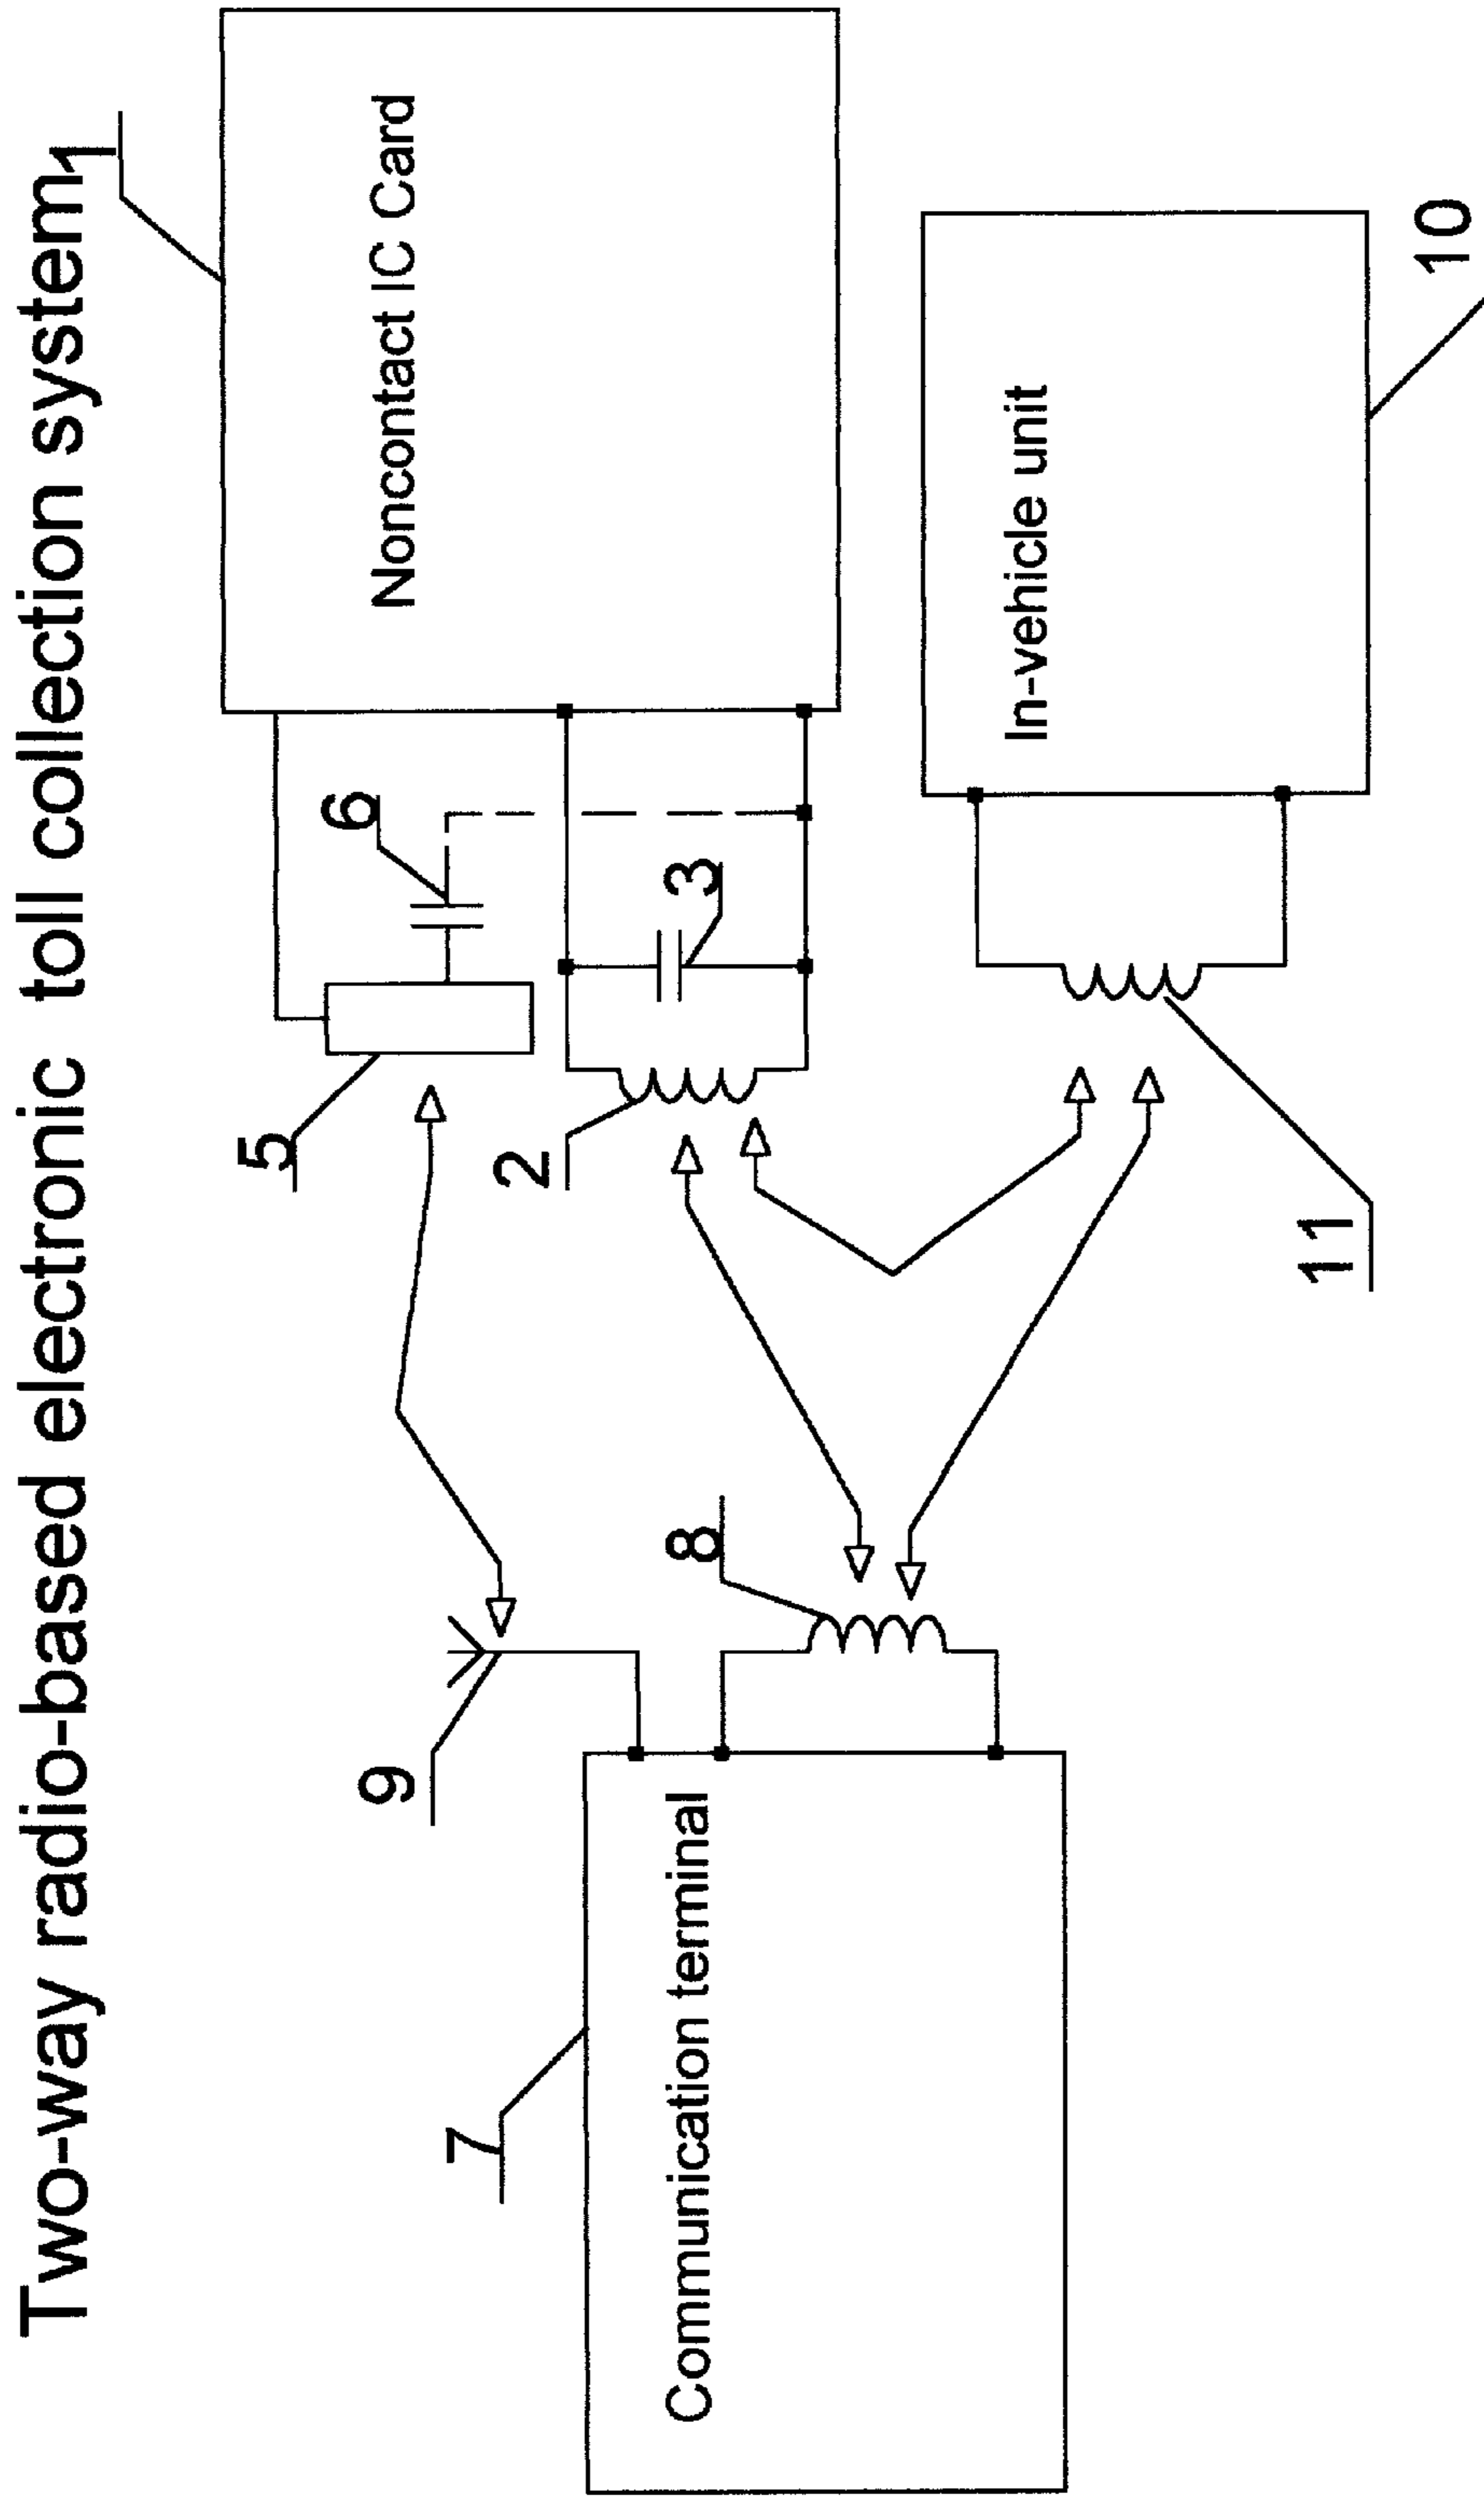 Two-way radio-based electronic toll collection system
1
Noncontact IC Card
6
5
3
2
9
8
7
Communication terminal
In-vehicle unit
11
10